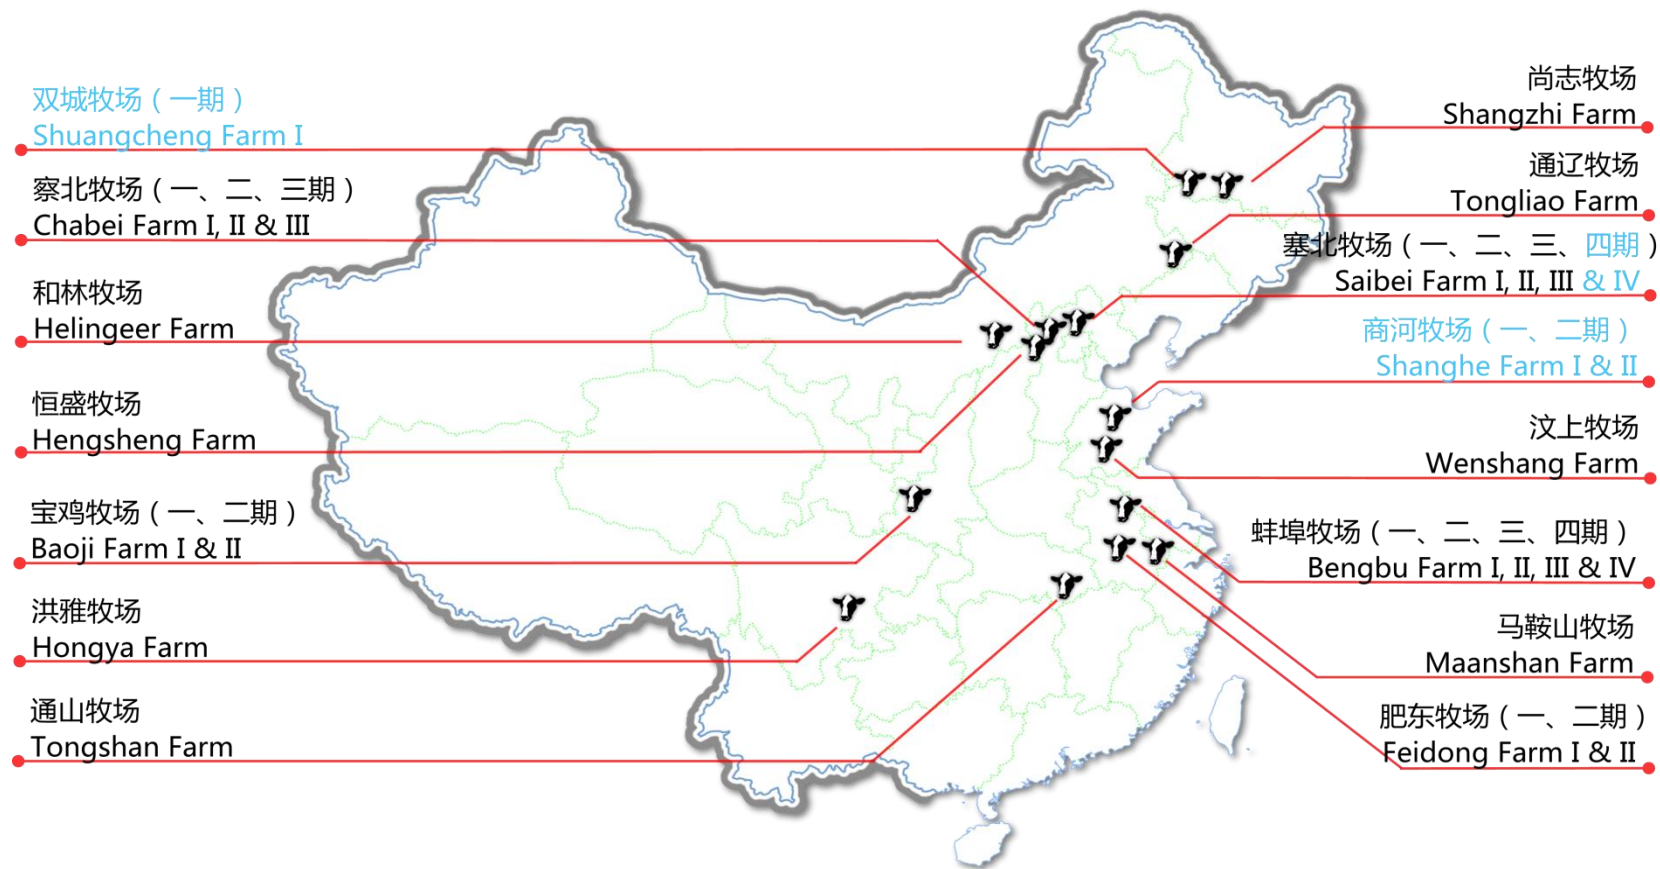 双城牧场（一期）
Shuangcheng Farm I
察北牧场（一、二、三期）
Chabei Farm I, II & III
和林牧场
Helingeer Farm
恒盛牧场
Hengsheng Farm
宝鸡牧场（一、二期）
Baoji Farm I & II
洪雅牧场
Hongya Farm
通山牧场
Tongshan Farm
尚志牧场
Shangzhi Farm
通辽牧场
Tongliao Farm
塞北牧场（一、二、三、四期）
Saibei Farm I, II, III & IV
商河牧场（一、二期）
Shanghe Farm I & II
汶上牧场
Wenshang Farm
蚌埠牧场（一、二、三、四期）
Bengbu Farm I, II, III & IV
马鞍山牧场
Maanshan Farm
肥东牧场（一、二期）
Feidong Farm I & II